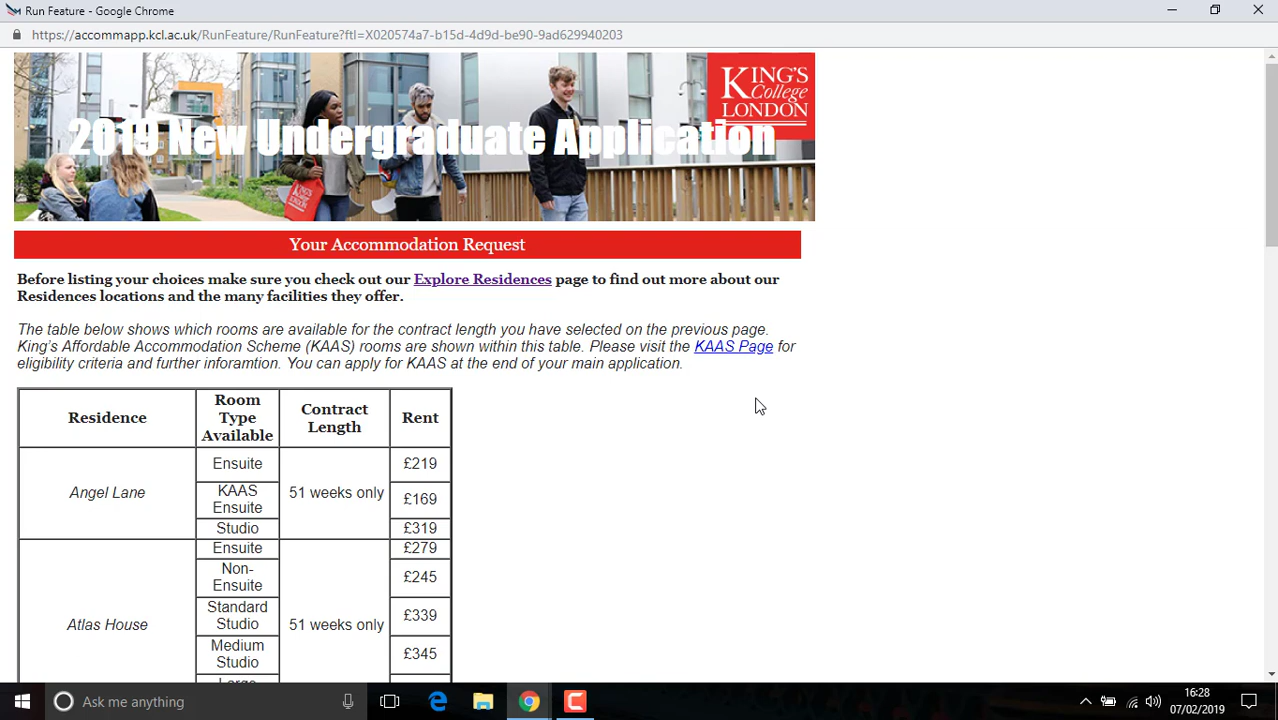 Run Feature - Google Chrome
https://accommapp.kcl.ac.uk/RunFeature/RunFeature?ftl=X020574a7-b15d-4d9d-be90-9ad629940203
KING'S
College
LONDON
2019 New Undergraduate Application
KING'S
LONDON
Your Accommodation Request
Before listing your choices make sure you check out our Explore Residences page to find out more about our
Residences locations and the many facilities they offer.
The table below shows which rooms are available for the contract length you have selected on the previous page.
King's Affordable Accommodation Scheme (KAAS) rooms are shown within this table. Please visit the KAAS Page for
eligibility criteria and further inforamtion. You can apply for KAAS at the end of your main application.
Residence
Room
Type
Available
Contract
Length
Rent
Angel Lane
Ensuite
51 weeks only
£219
KAAS
Ensuite
£169
Studio
£319
Atlas House
Ensuite
51 weeks only
£279
Non-
Ensuite
£245
Standard
Studio
£339
Medium
Studio
£345
Large
Ask me anything
16:28
07/02/2019